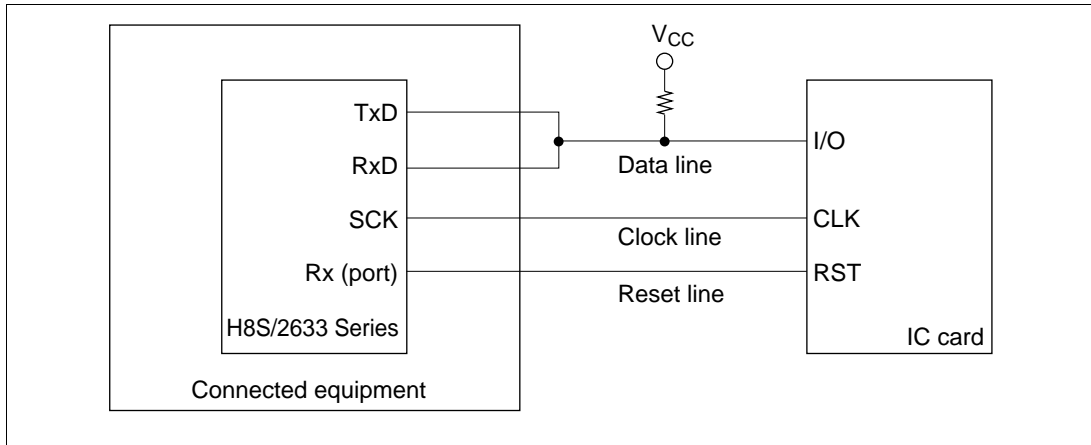 VCC
TxD
RxD
SCK
Rx (port)
H8S/2633 Series
Connected equipment
Data line
Clock line
Reset line
I/O
CLK
RST
IC card